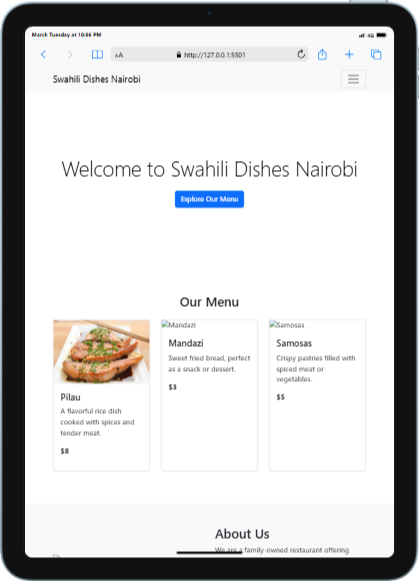 March Tuesday at 10:06 PM
4G
AA
http://127.0.0.1:5501
Swahili Dishes Nairobi
Welcome to Swahili Dishes Nairobi
Explore Our Menu
Our Menu
Pilau
A flavorful rice dish
cooked with spices and
tender meat.
$8
Mandazi
Mandazi
Sweet fried bread, perfect
as a snack or dessert.
$3
Samosas
Samosas
Crispy pastries filled with
spiced meat or
vegetables.
$5
About Us
We are a family-owned restaurant offering